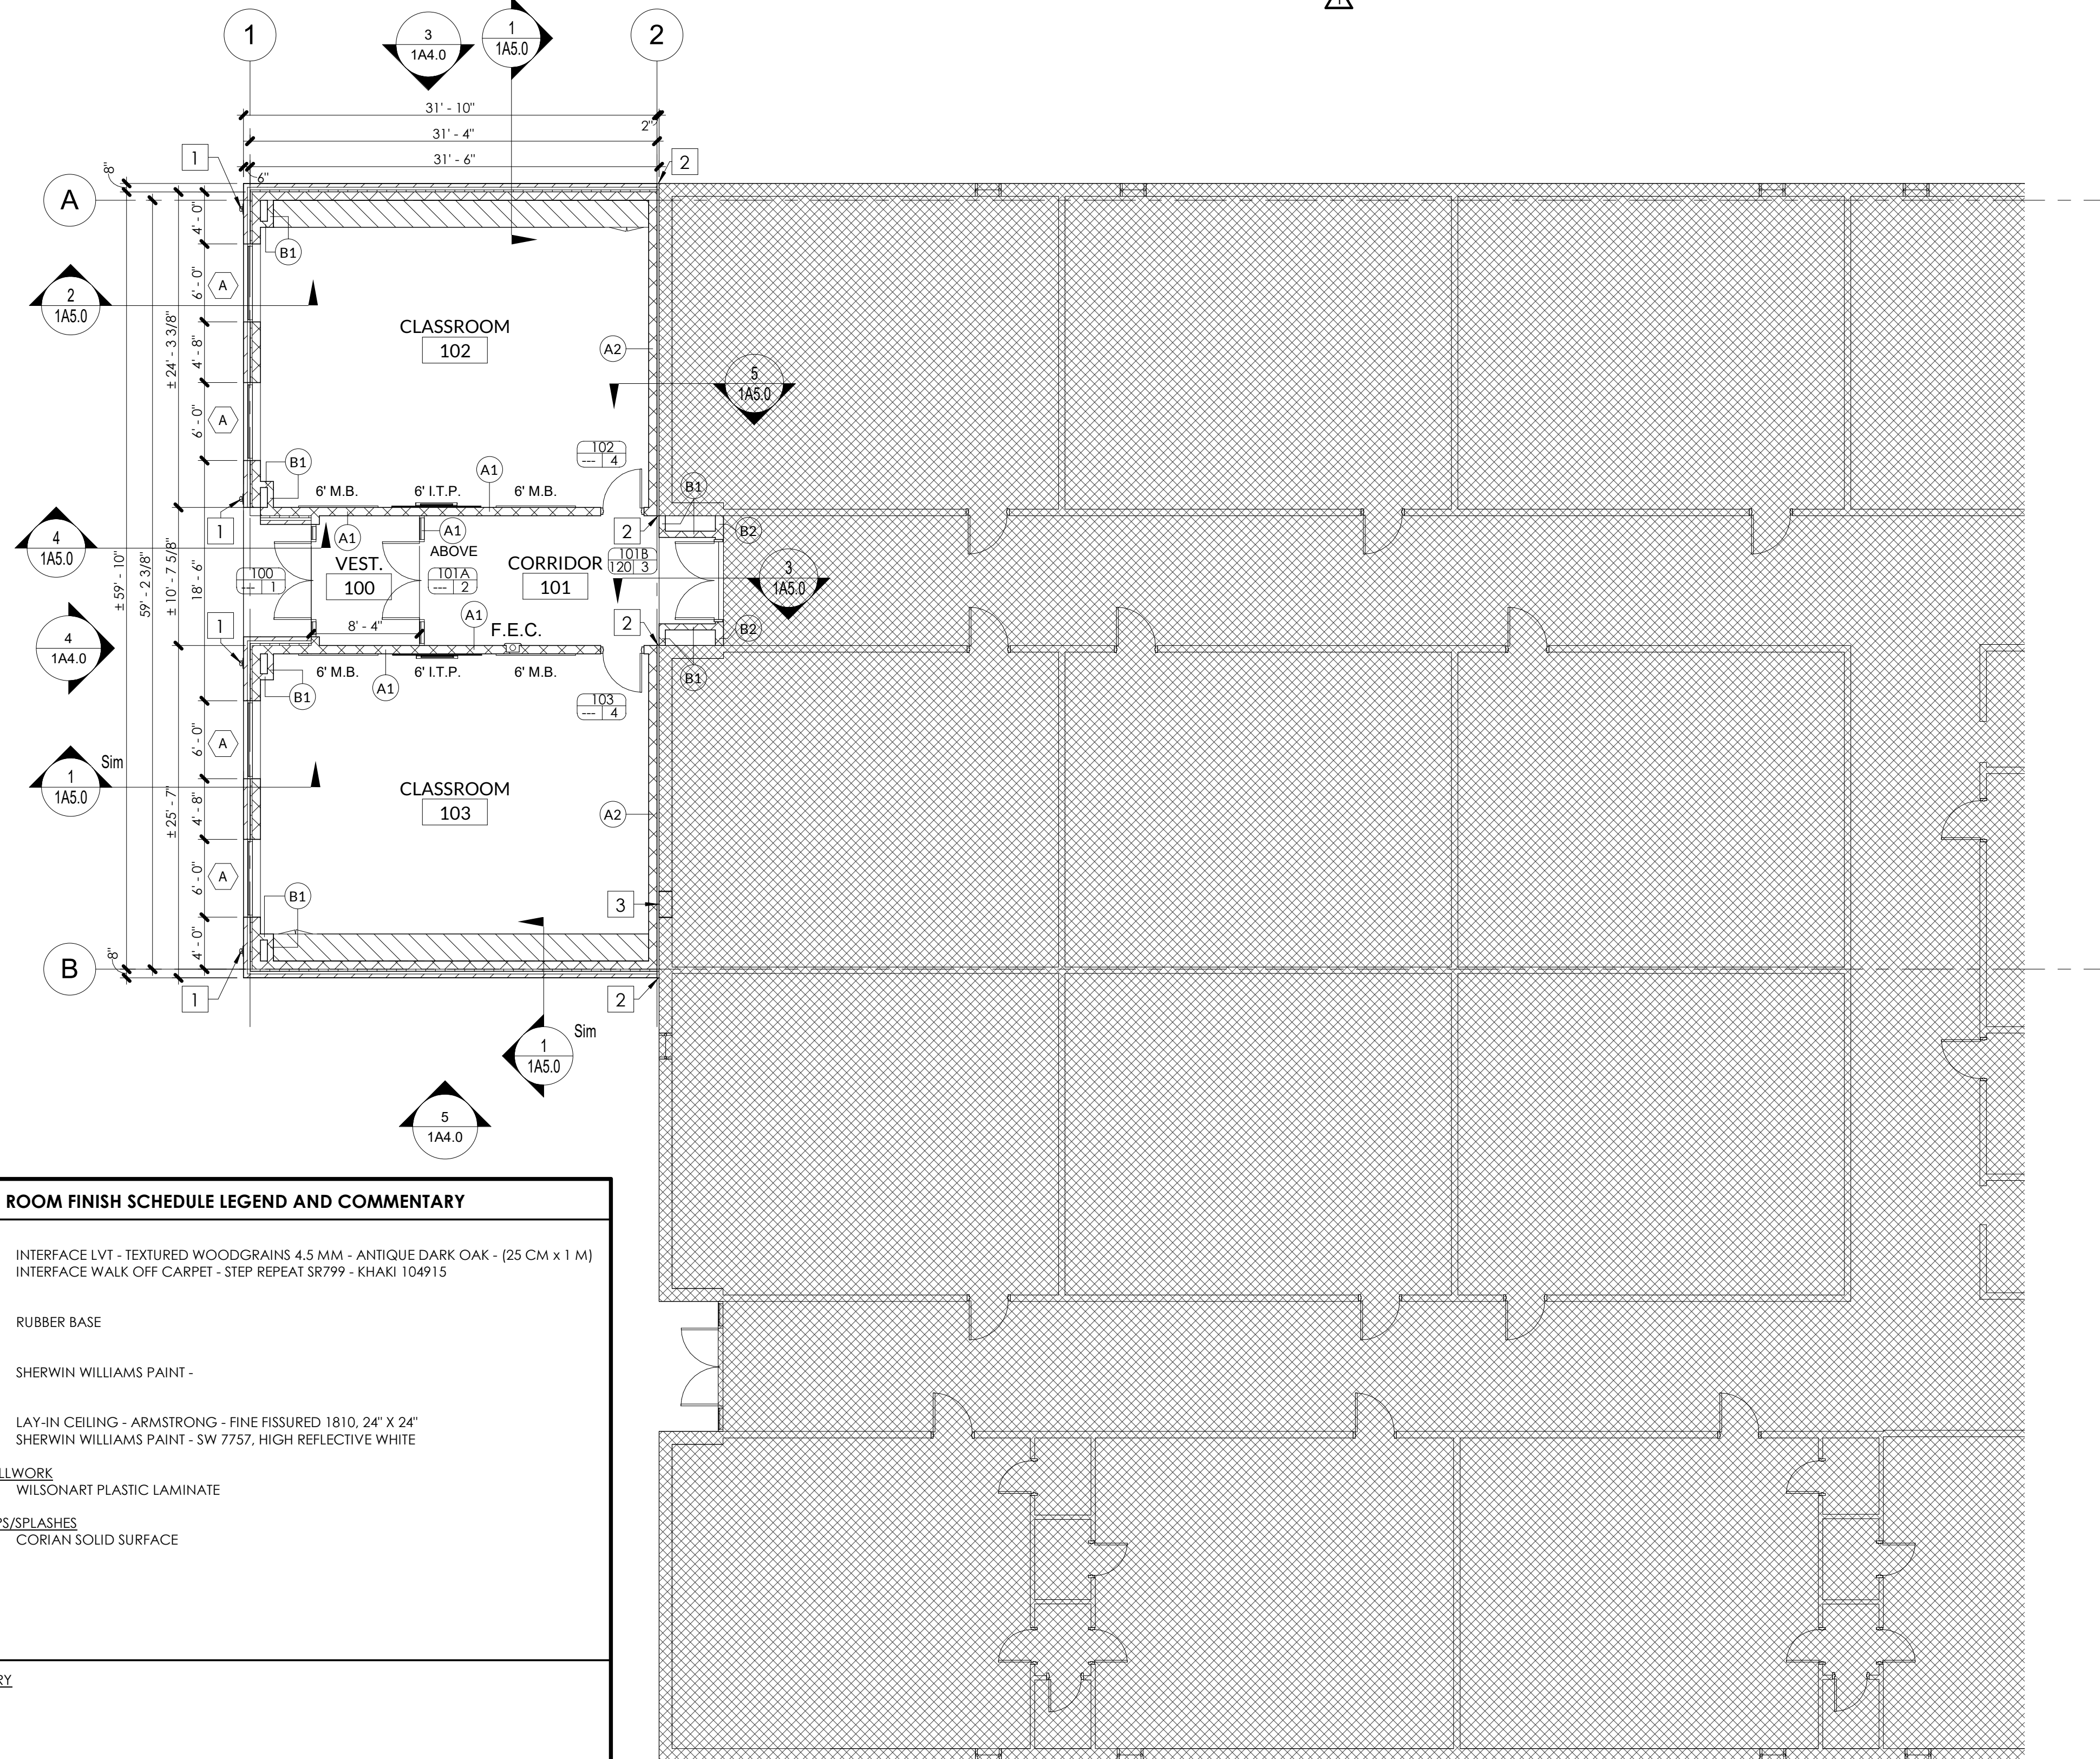 1
3
1A4.0
1
1A5.0
2
31' - 10"
2"
31' - 4"
31' - 6"
1
2
8"
6"
A
4' - 0"
B1
2
1A5.0
6' - 0"
A
± 24' - 3 3/8"
4' - 8"
CLASSROOM
102
A2
5
1A5.0
6' - 0"
A
102
--- 4
B1
A1
6' M.B.
6' I.T.P.
6' M.B.
B1
4
1A5.0
1
A1
A1
ABOVE
2
B2
VEST.
100
CORRIDOR
101
101B
120 3
3
1A5.0
100
--- 1
101A
--- 2
± 59' - 10"
59' - 2 3/8"
± 10' - 7 5/8"
18' - 6"
4
1A4.0
1
8' - 4"
A1
F.E.C.
2
B2
6' M.B.
6' I.T.P.
6' M.B.
B1
A1
B1
103
--- 4
6' - 0"
A
Sim
1
1A5.0
± 25' - 7"
4' - 8"
CLASSROOM
103
A2
6' - 0"
A
B1
3
4' - 0"
8"
B
1
2
Sim
1
1A5.0
5
1A4.0
ROOM FINISH SCHEDULE LEGEND AND COMMENTARY
INTERFACE LVT - TEXTURED WOODGRAINS 4.5 MM - ANTIQUE DARK OAK - (25 CM x 1 M)
INTERFACE WALK OFF CARPET - STEP REPEAT SR799 - KHAKI 104915
RUBBER BASE
SHERWIN WILLIAMS PAINT -
LAY-IN CEILING - ARMSTRONG - FINE FISSURED 1810, 24" X 24"
SHERWIN WILLIAMS PAINT - SW 7757, HIGH REFLECTIVE WHITE
LLWORK
WILSONART PLASTIC LAMINATE
PS/SPLASHES
CORIAN SOLID SURFACE
RY